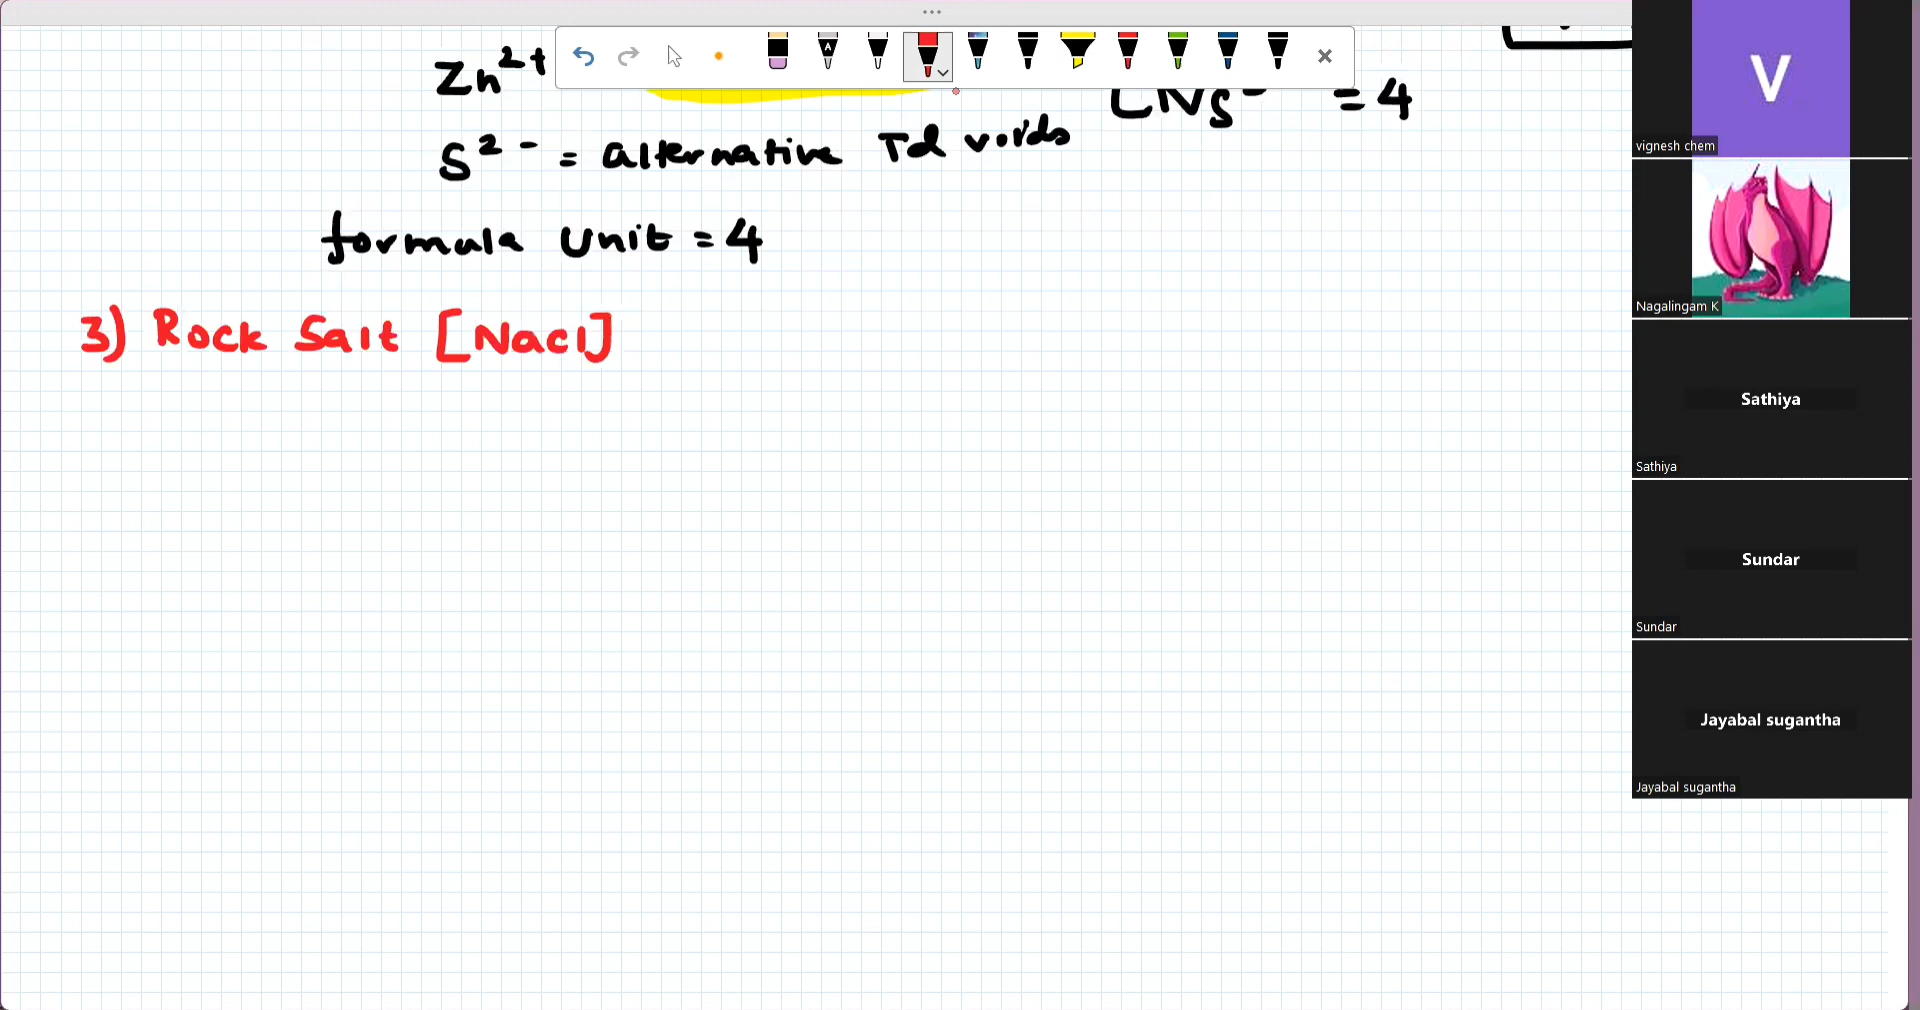 Zn2+
CNS2- = 4
S2- = alternative Td voids
formula unit = 4
3) Rock Salt [Nacl]
A
V
vignesh chem
Nagalingam K
Sathiya
Sathiya
Sundar
Sundar
Jayabal sugantha
Jayabal sugantha